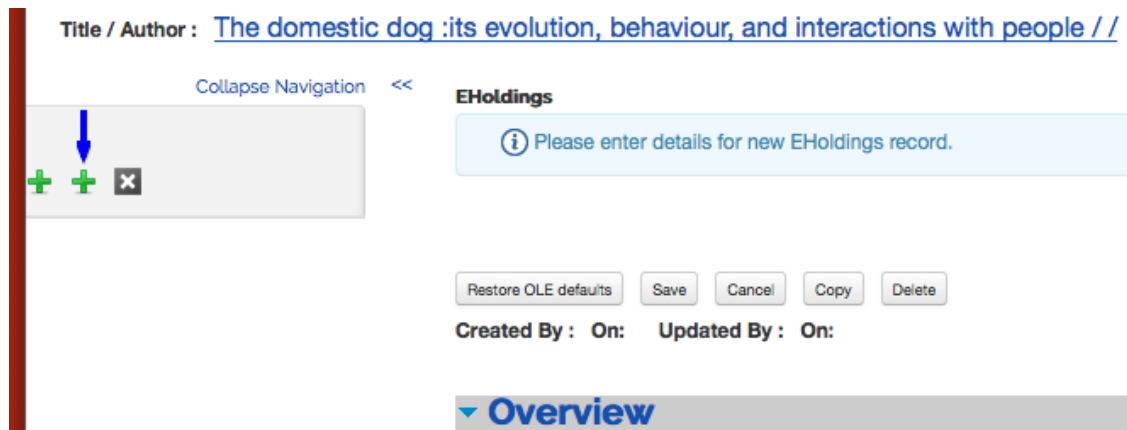 Title / Author : The domestic dog :its evolution, behaviour, and interactions with people / /
Collapse Navigation <<
EHoldings
Please enter details for new EHoldings record.
Restore OLE defaults Save Cancel Copy Delete
Created By : On: Updated By : On:
Overview